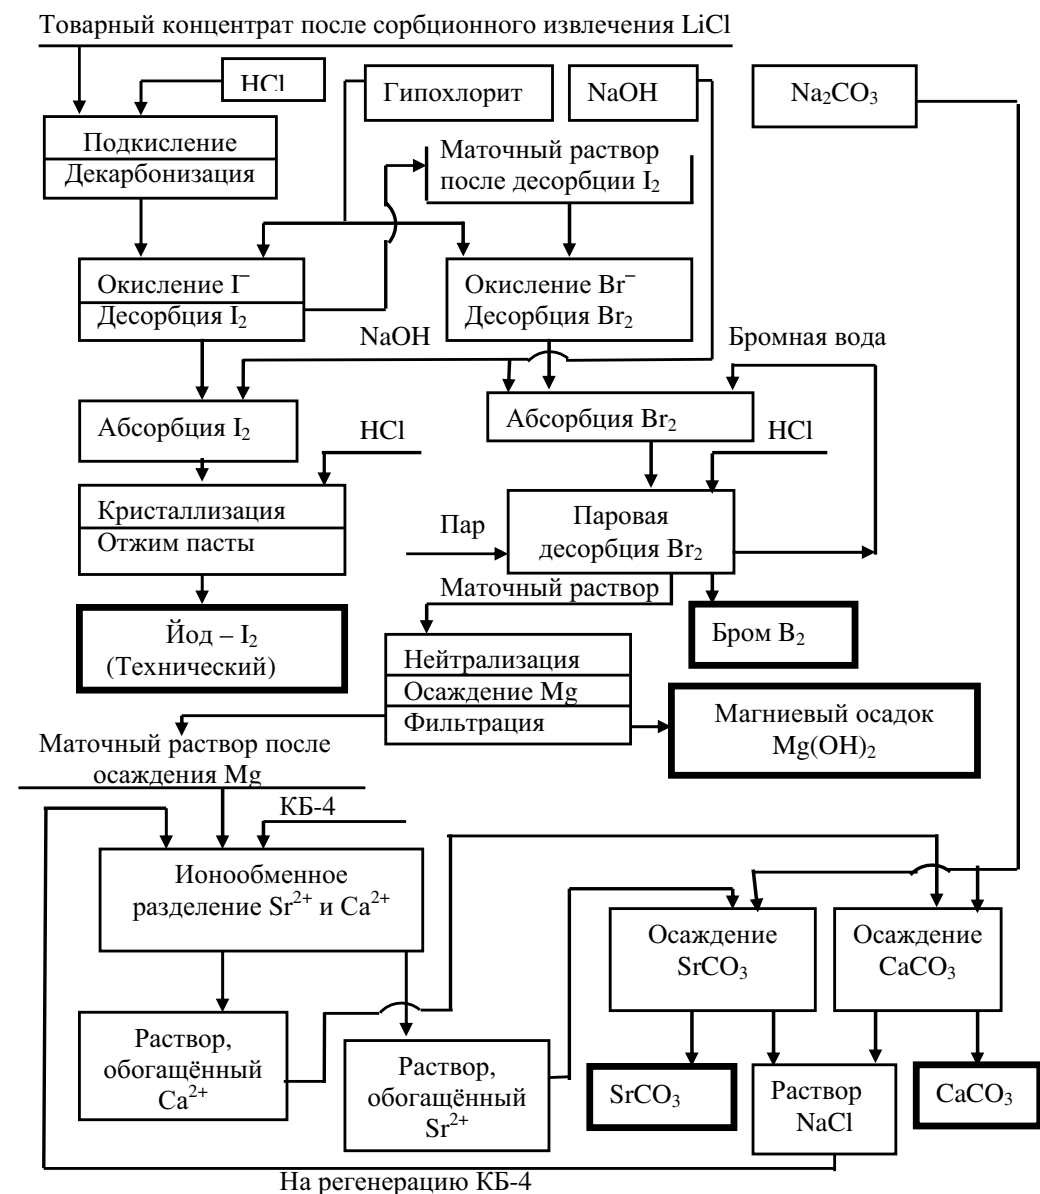 Товарный концентрат после сорбционного извлечения LiCl
HCl
Гипохлорит
NaOH
Na₂CO₃
Подкисление
Декарбонизация
Маточный раствор
после десорбции I₂
Окисление I⁻
Десорбция I₂
Окисление Br⁻
Десорбция Br₂
NaOH
Бромная вода
Абсорбция I₂
HCl
Абсорбция Br₂
HCl
Кристаллизация
Отжим пасты
Пар
Паровая
десорбция Br₂
Маточный раствор
Йод – I₂
(Технический)
Бром В₂
Нейтрализация
Осаждение Mg
Фильтрация
Магниевый осадок
Mg(OH)₂
Маточный раствор после
осаждения Mg
КБ-4
Ионообменное
разделение Sr²⁺ и Ca²⁺
Осаждение
SrCO₃
Осаждение
CaCO₃
Раствор,
обогащённый
Ca²⁺
Раствор,
обогащённый
Sr²⁺
SrCO₃
Раствор
NaCl
CaCO₃
На регенерацию КБ-4